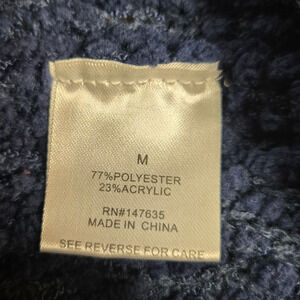 M
77%POLYESTER
23%ACRYLIC
RN#147635
MADE IN CHINA
SEE REVERSE FOR CARE